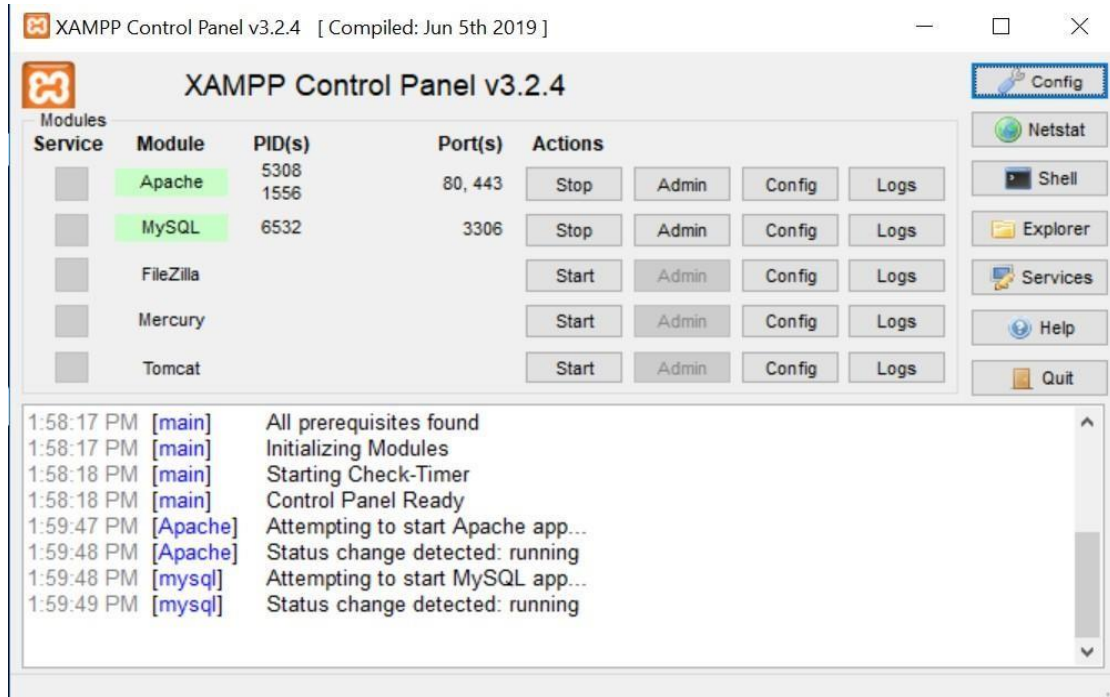 XAMPP Control Panel v3.2.4 [ Compiled: Jun 5th 2019 ]
XAMPP Control Panel v3.2.4
Config
Modules
Service Module PID(s) Port(s) Actions
Netstat
Apache 5308 1556 80, 443 Stop Admin Config Logs
Shell
MySQL 6532 3306 Stop Admin Config Logs
Explorer
FileZilla Start Admin Config Logs
Services
Mercury Start Admin Config Logs
Help
Tomcat Start Admin Config Logs
Quit
1:58:17 PM [main] All prerequisites found
1:58:17 PM [main] Initializing Modules
1:58:18 PM [main] Starting Check-Timer
1:58:18 PM [main] Control Panel Ready
1:59:47 PM [Apache] Attempting to start Apache app...
1:59:48 PM [Apache] Status change detected: running
1:59:48 PM [mysql] Attempting to start MySQL app...
1:59:49 PM [mysql] Status change detected: running